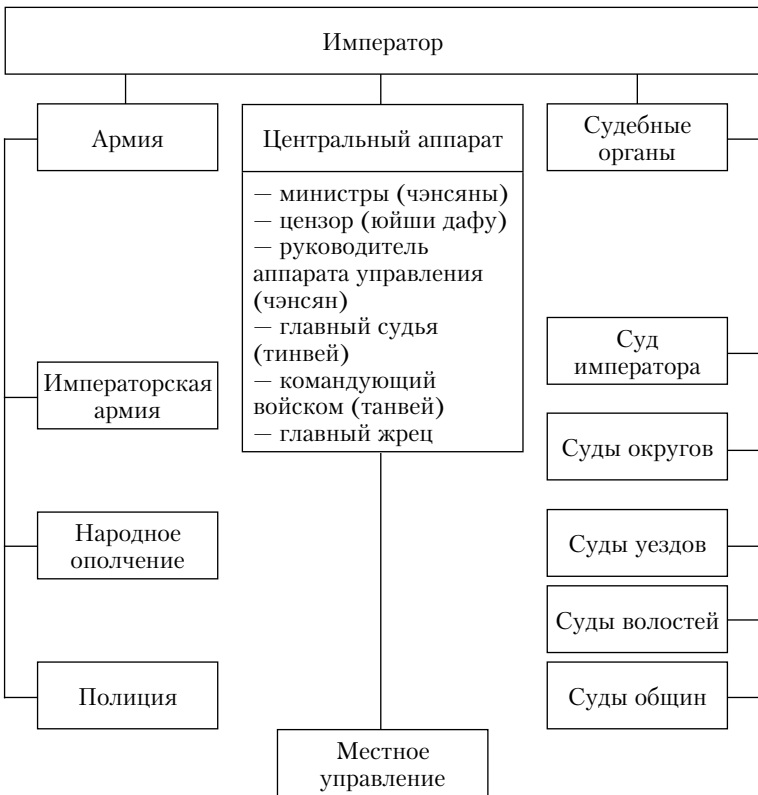 Император
Армия
Центральный аппарат
Судебные
органы
— министры (чэнсяны)
— цензор (юйши дафу)
— руководитель
аппарата управления
(чэнсян)
— главный судья
(тинвей)
— командующий
войском (танвей)
— главный жрец
Императорская
армия
Народное
ополчение
Полиция
Суд
императора
Суды округов
Суды уездов
Суды волостей
Суды общин
Местное
управление